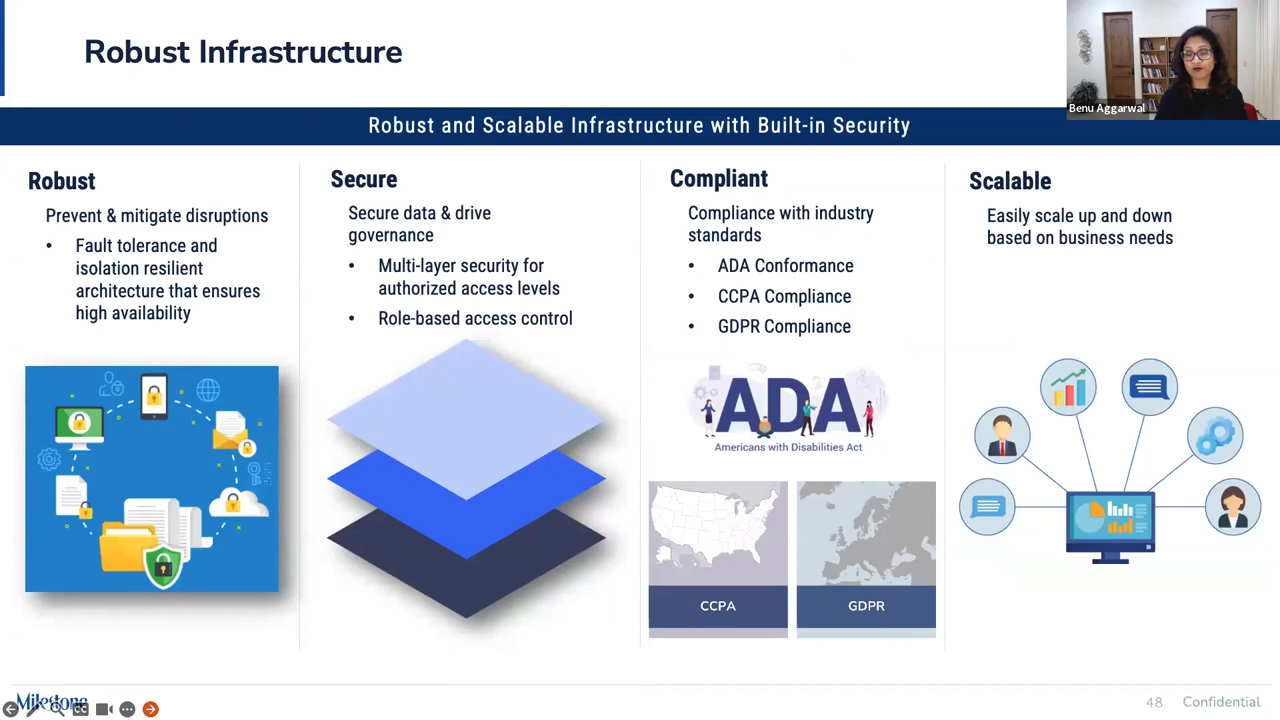 Robust Infrastructure
Benu Aggarwal
Robust and Scalable Infrastructure with Built-in Security
Robust
Prevent & mitigate disruptions
• Fault tolerance and
isolation resilient
architecture that ensures
high availability
Secure
Secure data & drive
governance
• Multi-layer security for
authorized access levels
• Role-based access control
Compliant
Compliance with industry
standards
• ADA Conformance
• CCPA Compliance
• GDPR Compliance
ADA
Americans with Disabilities Act
CCPA
GDPR
Scalable
Easily scale up and down
based on business needs
Milestone
CC
48
Confidential